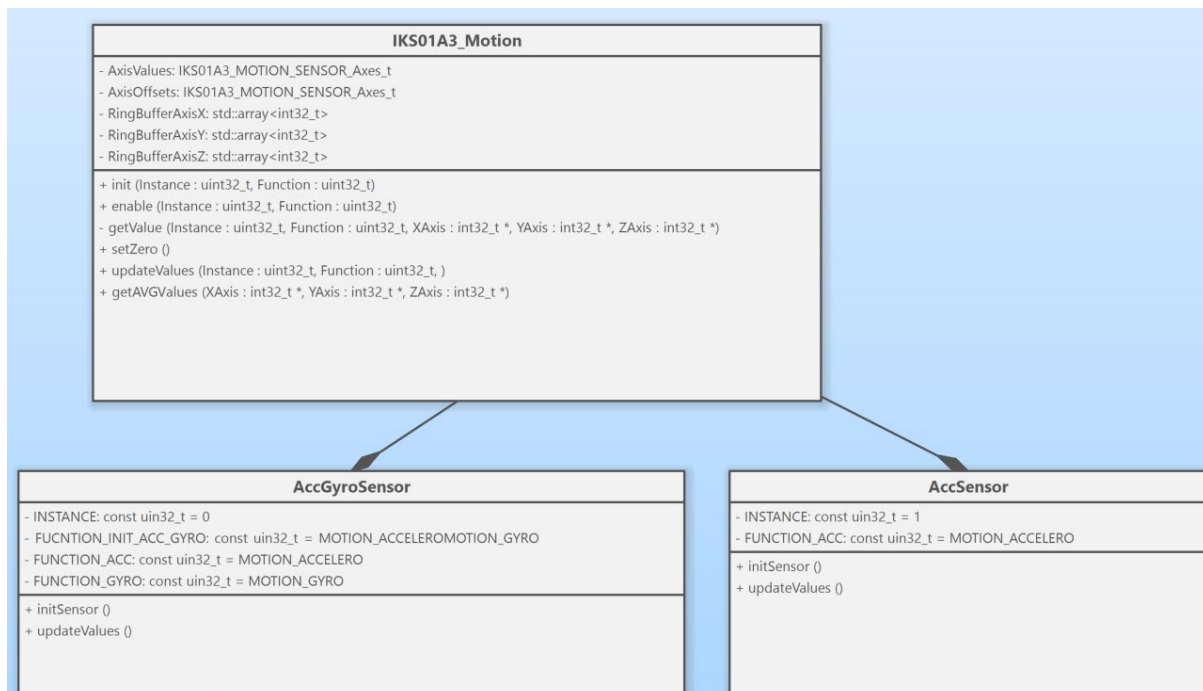 IKS01A3_Motion
- AxisValues: IKS01A3_MOTION_SENSOR_Axes_t
- AxisOffsets: IKS01A3_MOTION_SENSOR_Axes_t
- RingBufferAxisX: std::array<int32_t>
- RingBufferAxisY: std::array<int32_t>
- RingBufferAxisZ: std::array<int32_t>
+ init (Instance : uint32_t, Function : uint32_t)
+ enable (Instance : uint32_t, Function : uint32_t)
- getValue (Instance : uint32_t, Function : uint32_t, XAxis : int32_t *, YAxis : int32_t *, ZAxis : int32_t *)
+ setZero ()
+ updateValues (Instance : uint32_t, Function : uint32_t, )
+ getAVGValues (XAxis : int32_t *, YAxis : int32_t *, ZAxis : int32_t *)
AccGyroSensor
- INSTANCE: const uin32_t = 0
- FUCNTION_INIT_ACC_GYRO: const uin32_t = MOTION_ACCELEROMOTION_GYRO
- FUNCTION_ACC: const uin32_t = MOTION_ACCELERO
- FUNCTION_GYRO: const uin32_t = MOTION_GYRO
+ initSensor ()
+ updateValues ()
AccSensor
- INSTANCE: const uin32_t = 1
- FUNCTION_ACC: const uin32_t = MOTION_ACCELERO
+ initSensor ()
+ updateValues ()